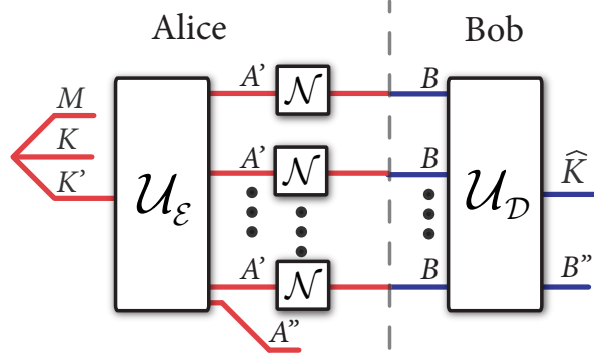 Alice Bob
A' 𝒩 B
M
K
K'
A' 𝒩 B
𝒰_ℰ 𝒰_𝒟 K̂
A' 𝒩 B B''
A''